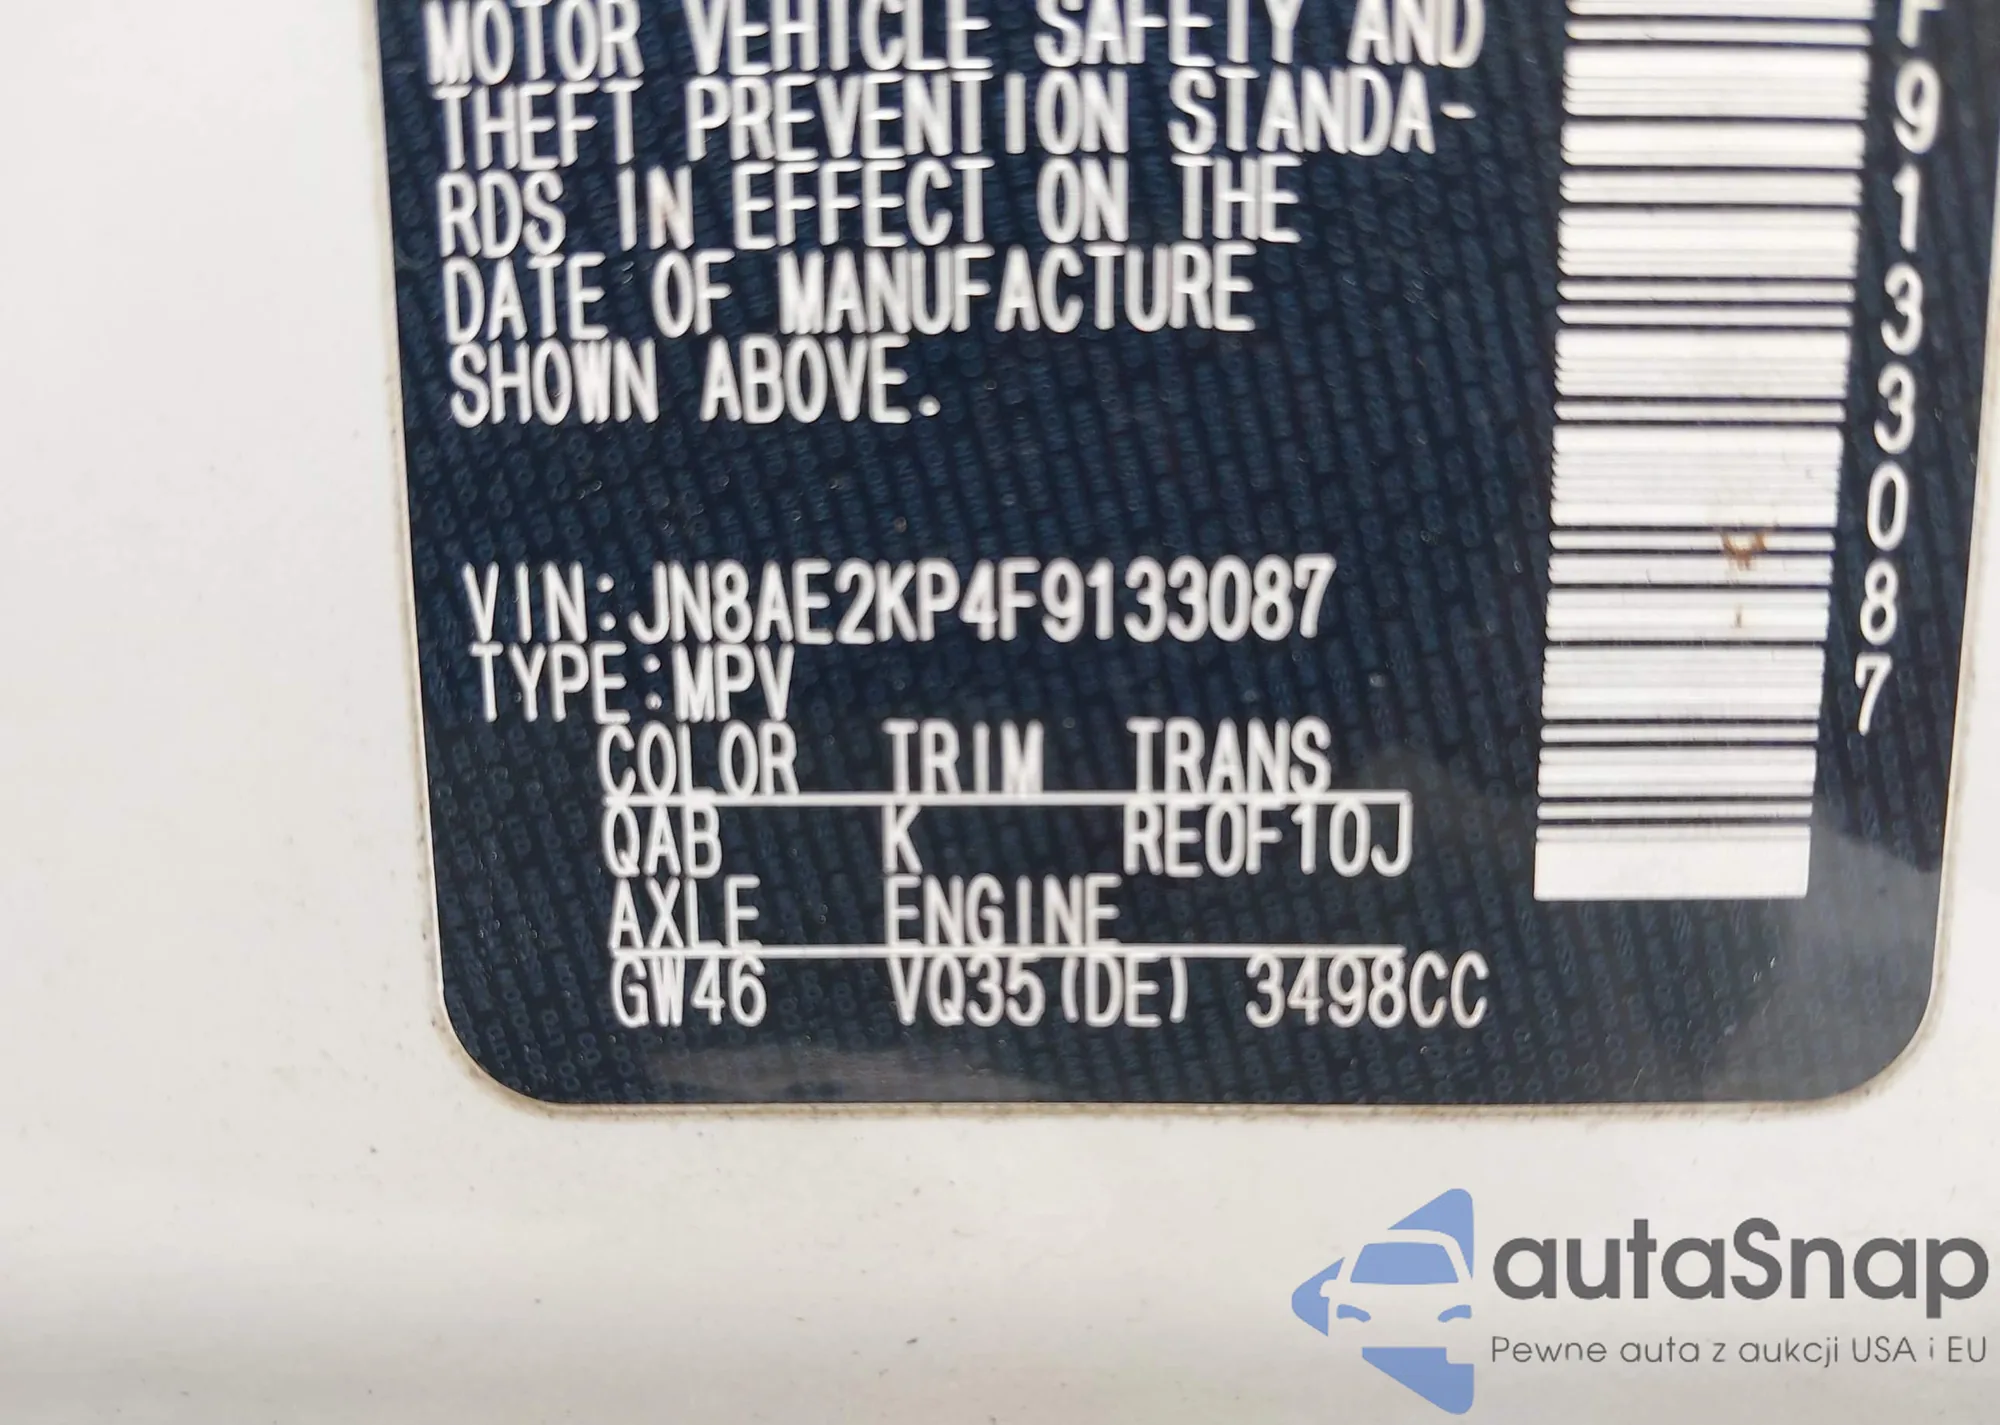 MOTOR VEHICLE SAFETY AND
THEFT PREVENTION STANDA-
RDS IN EFFECT ON THE
DATE OF MANUFACTURE
SHOWN ABOVE.
VIN:JN8AE2KP4F9133087
TYPE:MPV
COLOR TRIM TRANS
QAB K RE0F10J
AXLE ENGINE
GW46 VQ35(DE) 3498CC
F9133087
autaSnap
Pewne auta z aukcji USA i EU